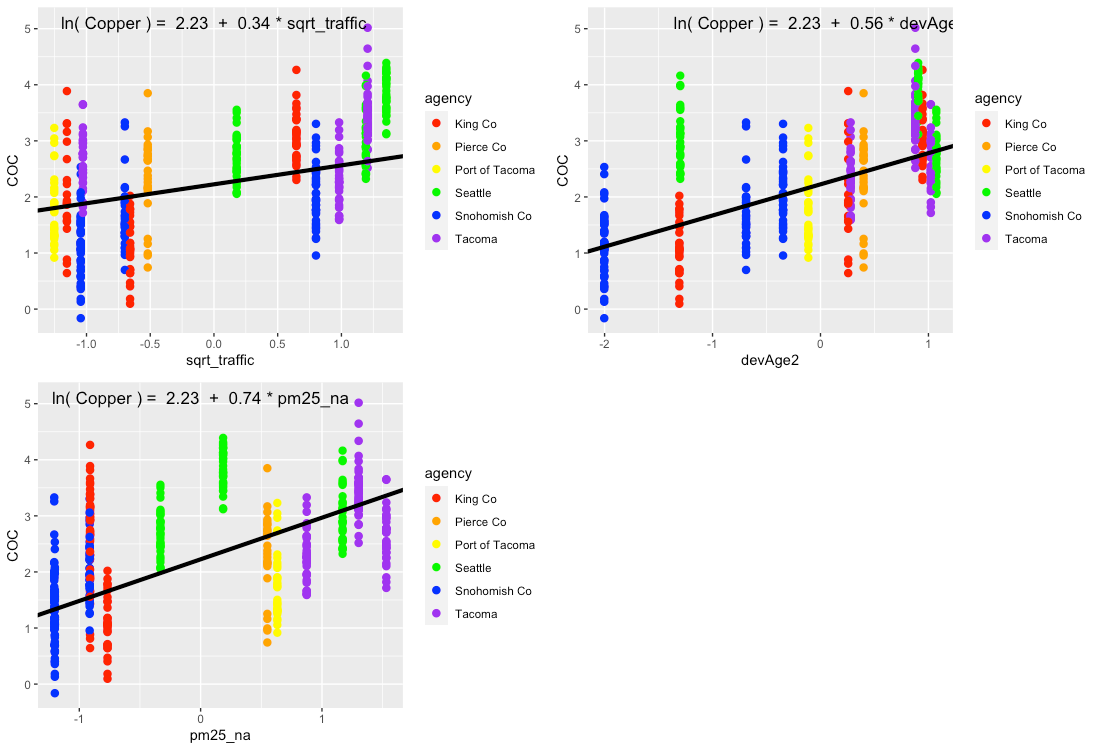 ln( Copper ) = 2.23 + 0.34 * sqrt_traffic
COC
5
4
3
2
1
0
-1.0 -0.5 0.0 0.5 1.0
sqrt_traffic
agency
King Co
Pierce Co
Port of Tacoma
Seattle
Snohomish Co
Tacoma
ln( Copper ) = 2.23 + 0.56 * devAge
COC
5
4
3
2
1
0
-2 -1 0 1
devAge2
agency
King Co
Pierce Co
Port of Tacoma
Seattle
Snohomish Co
Tacoma
ln( Copper ) = 2.23 + 0.74 * pm25_na
COC
5
4
3
2
1
0
-1 0 1
pm25_na
agency
King Co
Pierce Co
Port of Tacoma
Seattle
Snohomish Co
Tacoma